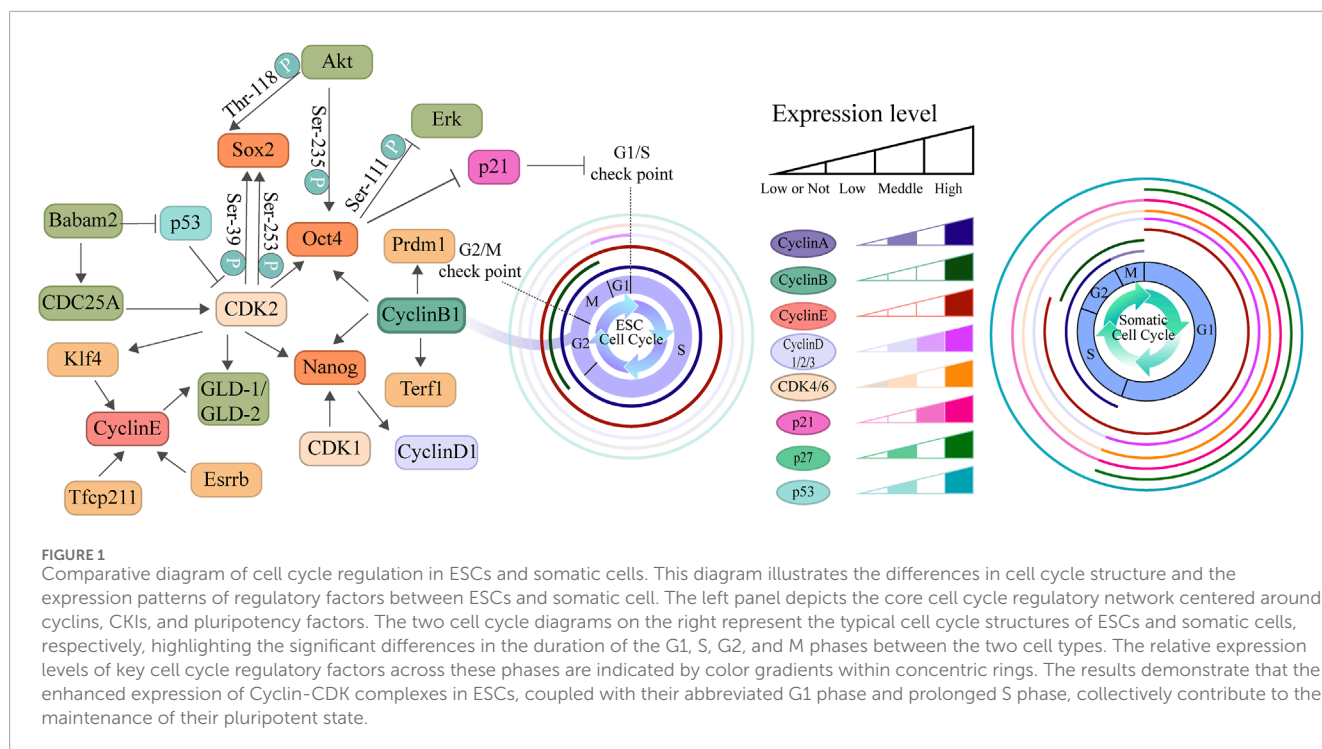 Akt
P
Thr-118
Ser-235
P
Erk
P
Ser-111
Sox2
p21
G1/S
check point
Babam2
p53
Ser-39
Ser-253
P
P
Oct4
Prdm1
G2/M
check point
CDC25A
CDK2
CyclinB1
Klf4
GLD-1/
GLD-2
Nanog
Terf1
CyclinE
CDK1
CyclinD1
Tfcp211
Esrrb
G1
M
G2
S
ESC
Cell Cycle
Expression level
Low or Not Low Meddle High
CyclinA
CyclinB
CyclinE
CyclinD
1/2/3
CDK4/6
p21
p27
p53
M
G2
G1
S
Somatic
Cell Cycle
FIGURE 1
Comparative diagram of cell cycle regulation in ESCs and somatic cells. This diagram illustrates the differences in cell cycle structure and the
expression patterns of regulatory factors between ESCs and somatic cell. The left panel depicts the core cell cycle regulatory network centered around
cyclins, CKIs, and pluripotency factors. The two cell cycle diagrams on the right represent the typical cell cycle structures of ESCs and somatic cells,
respectively, highlighting the significant differences in the duration of the G1, S, G2, and M phases between the two cell types. The relative expression
levels of key cell cycle regulatory factors across these phases are indicated by color gradients within concentric rings. The results demonstrate that the
enhanced expression of Cyclin-CDK complexes in ESCs, coupled with their abbreviated G1 phase and prolonged S phase, collectively contribute to the
maintenance of their pluripotent state.